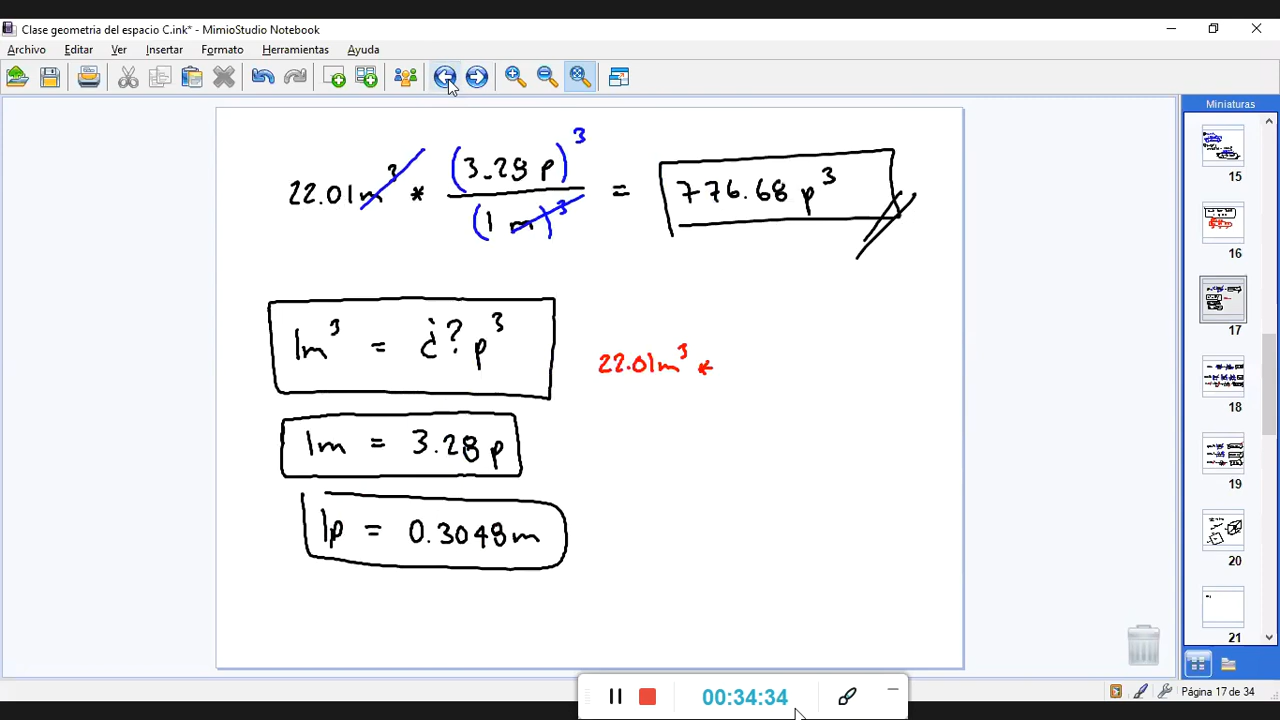 Clase geometria del espacio C.ink* - MimioStudio Notebook
Archivo Editar Ver Insertar Formato Herramientas Ayuda
Miniaturas
22.01m³ * (3.28 p)³ / (1 m)³ = 776.68 p³
1m³ = ¿? p³
22.01m³ *
1m = 3.28 p
1p = 0.3048m
15
16
17
18
19
20
21
00:34:34
Página 17 de 34